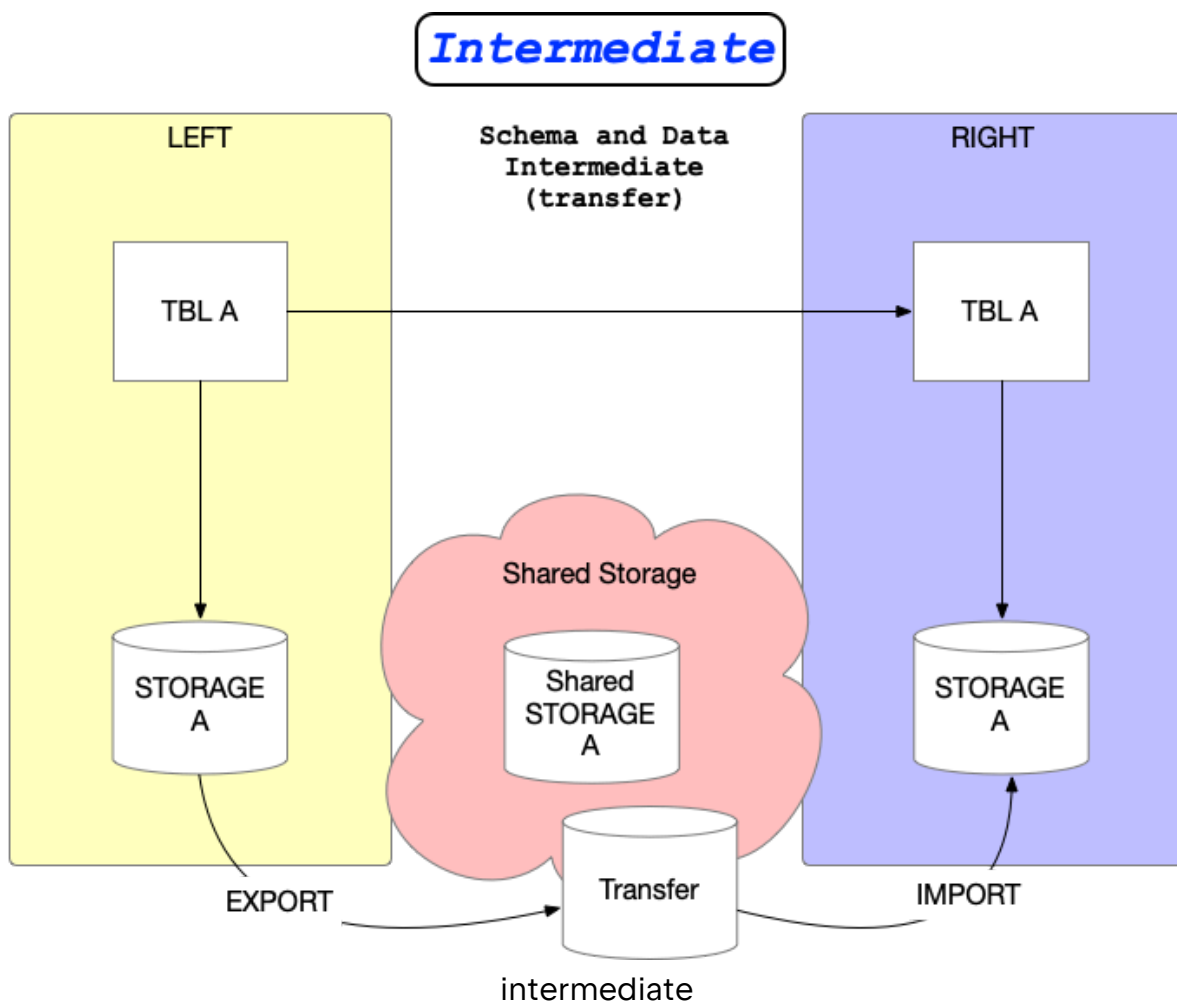 Intermediate
LEFT
Schema and Data
Intermediate
(transfer)
RIGHT
TBL A
TBL A
Shared Storage
STORAGE
A
Shared
STORAGE
A
STORAGE
A
EXPORT
Transfer
IMPORT
intermediate